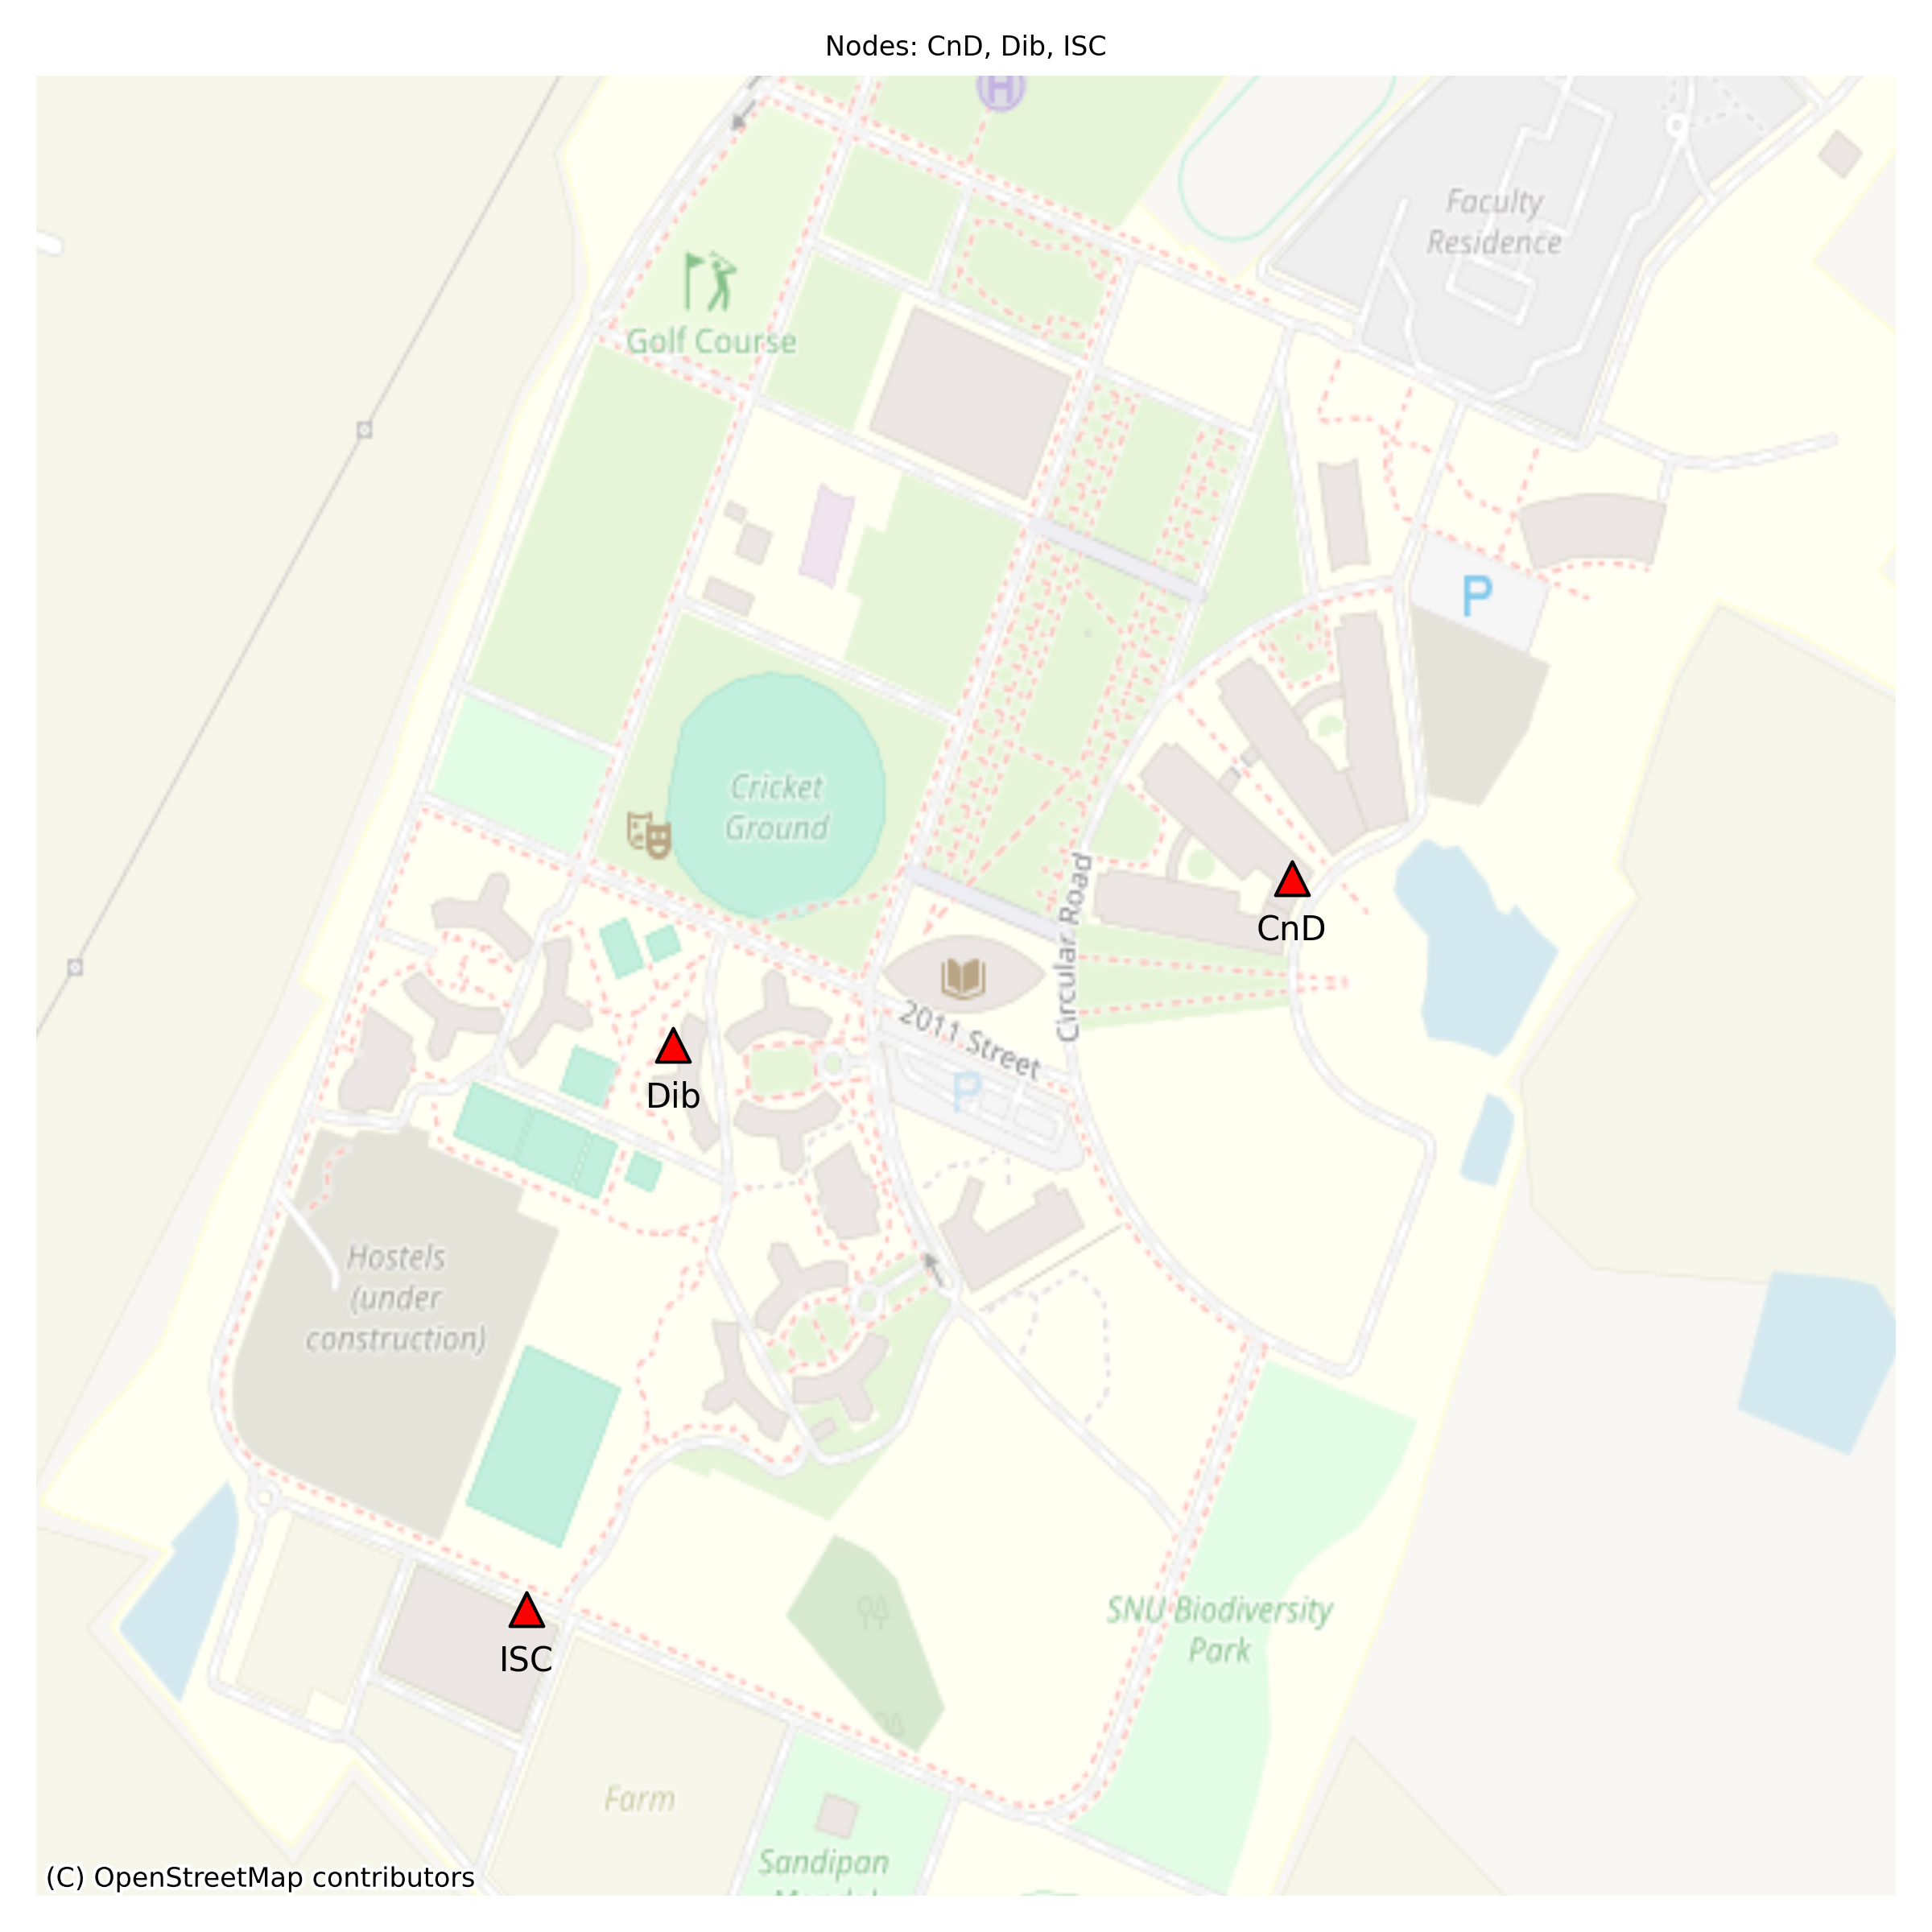 Nodes: CnD, Dib, ISC
H
Faculty
Residence
Golf Course
P
Cricket
Ground
Circular Road
CnD
2011 Street
P
Dib
Hostels
(under
construction)
SNU Biodiversity
Park
ISC
Farm
Sandipan
(C) OpenStreetMap contributors